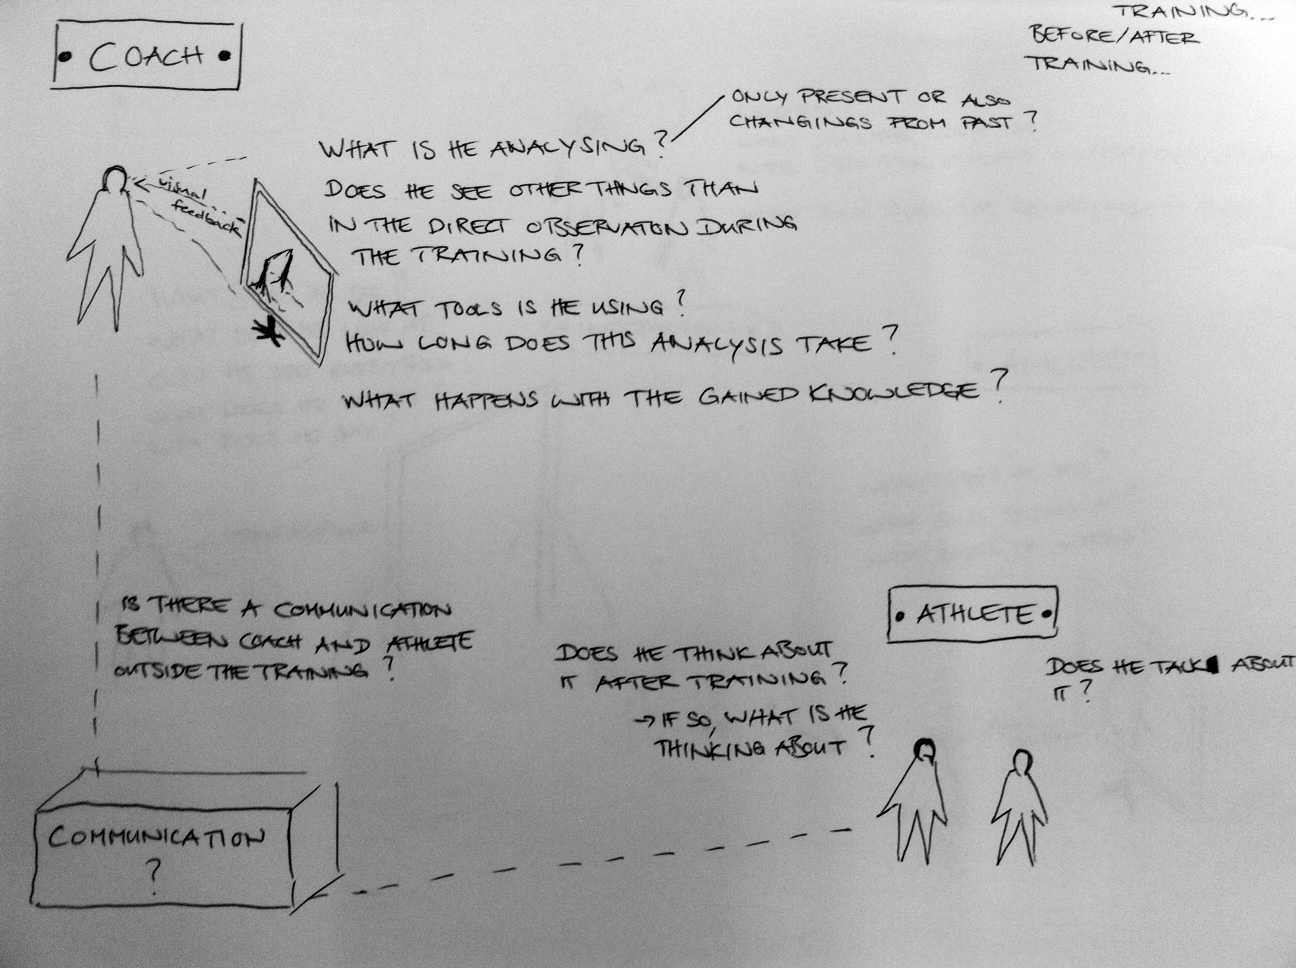 TRAINING...
BEFORE/AFTER
TRAINING...
• COACH •
ONLY PRESENT OR ALSO
CHANGINGS FROM PAST?
WHAT IS HE ANALYSING?
visual
feedback
DOES HE SEE OTHER THINGS THAN
IN THE DIRECT OBSERVATON DURING
THE TRAINING?
WHAT TOOLS IS HE USING?
HOW LONG DOES THIS ANALYSIS TAKE?
WHAT HAPPENS WITH THE GAINED KNOWLEDGE?
IS THERE A COMMUNICATION
BETWEEN COACH AND ATHLETE
OUTSIDE THE TRAINING?
• ATHLETE •
DOES HE THINK ABOUT
IT AFTER TRAINING?
→ IF SO, WHAT IS HE
THINKING ABOUT?
DOES HE TALK ABOUT
IT?
COMMUNICATION
?